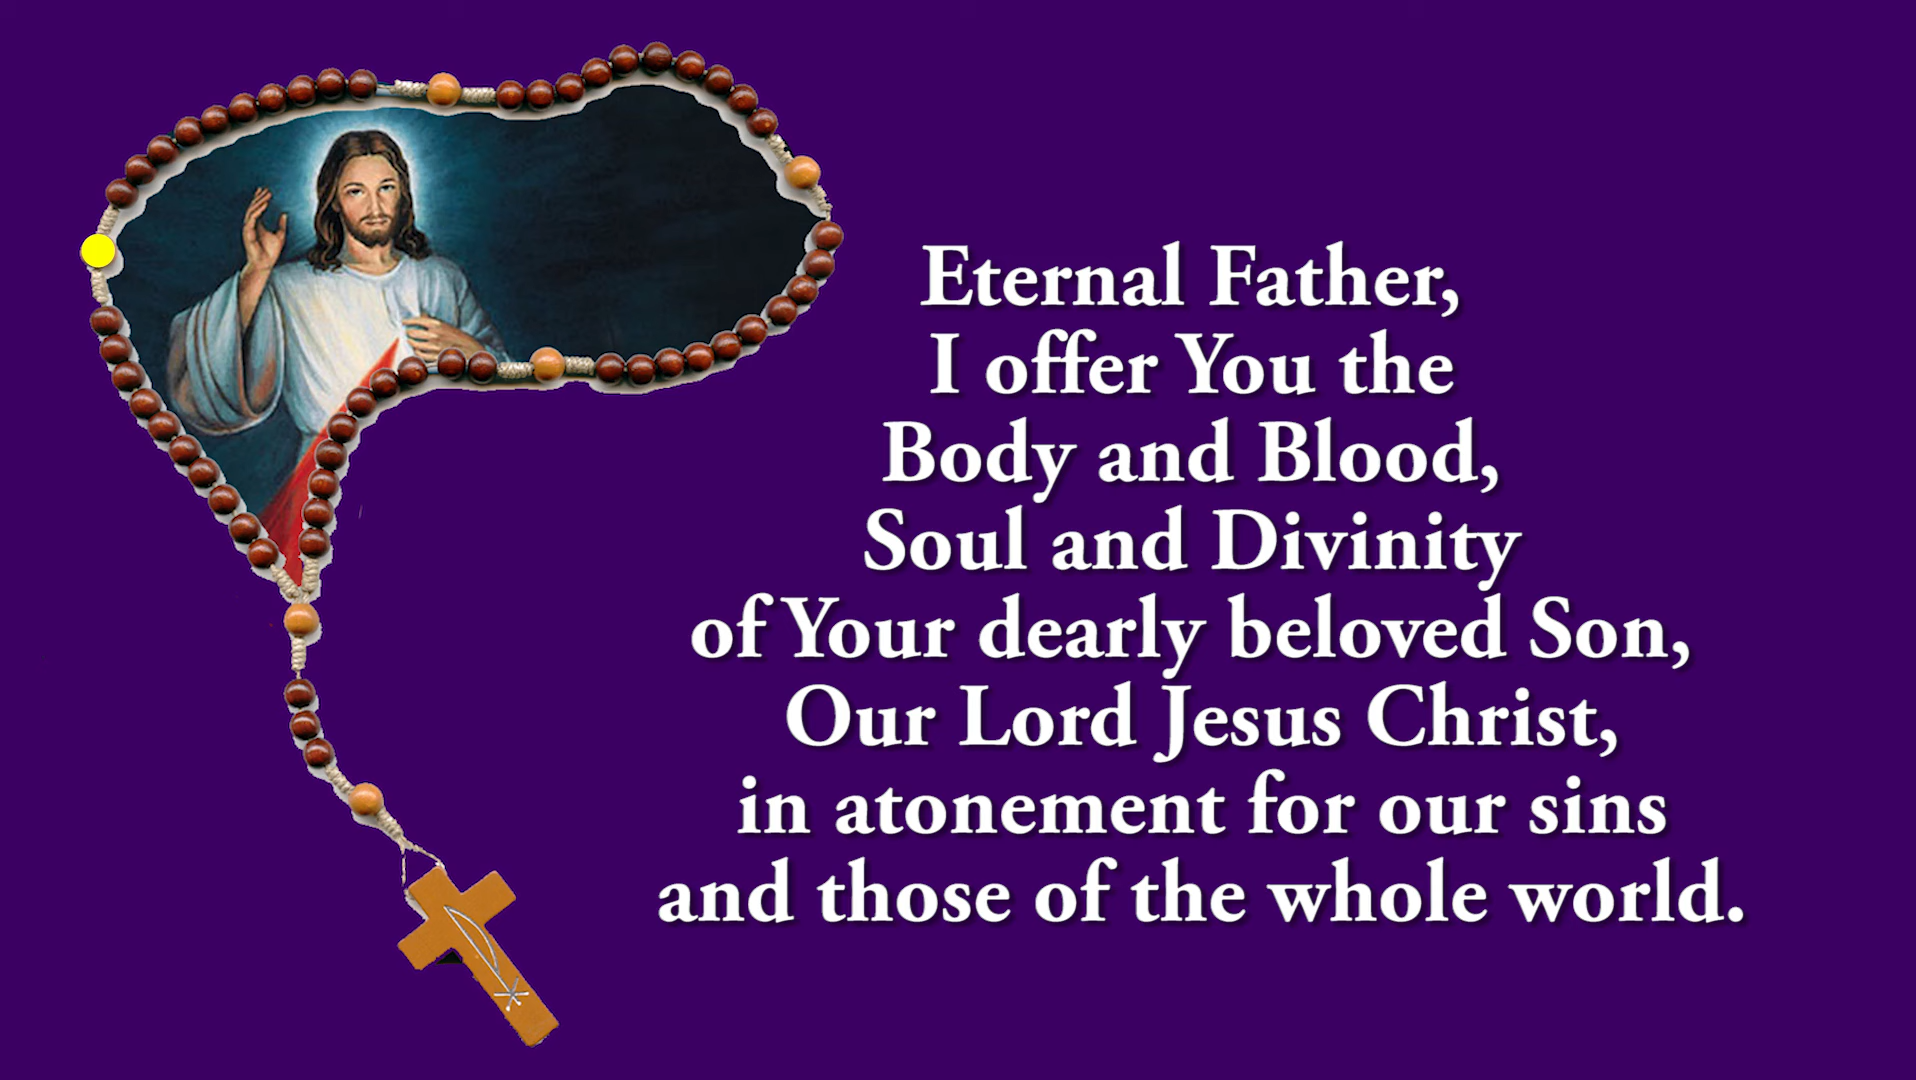 Eternal Father,
I offer You the
Body and Blood,
Soul and Divinity
of Your dearly beloved Son,
Our Lord Jesus Christ,
in atonement for our sins
and those of the whole world.